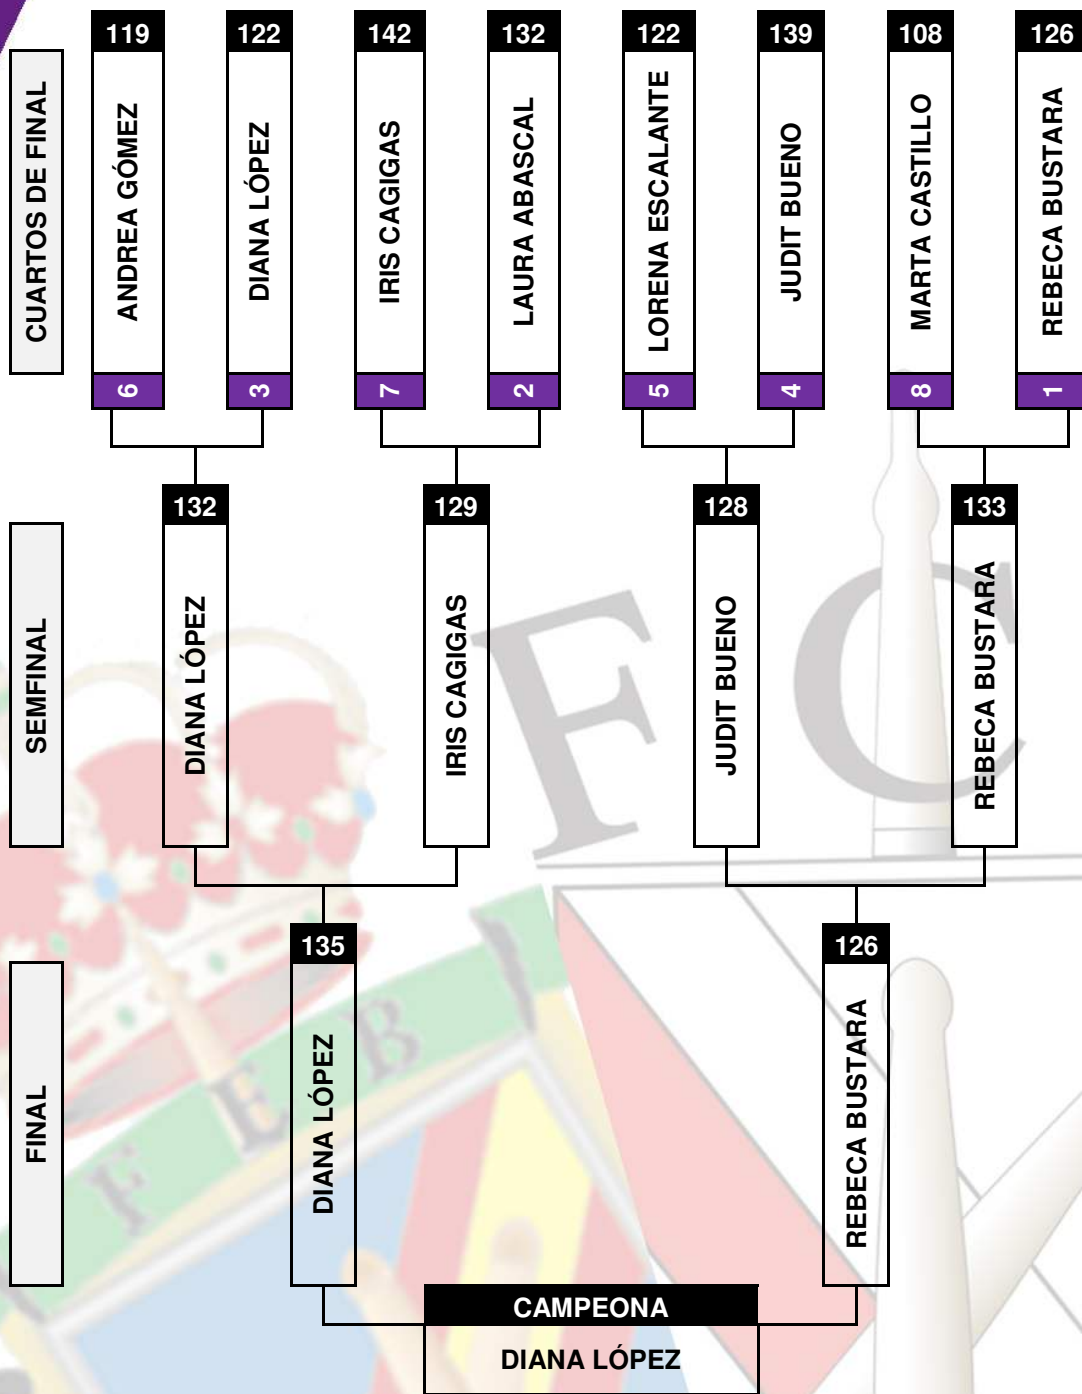 119 122 142 132 122 139 108 126
CUARTOS DE FINAL
ANDREA GÓMEZ
DIANA LÓPEZ
IRIS CAGIGAS
LAURA ABASCAL
LORENA ESCALANTE
JUDIT BUENO
MARTA CASTILLO
REBECA BUSTARA
6 3 7 2 5 4 8 1
132 129 128 133
SEMFINAL
DIANA LÓPEZ
IRIS CAGIGAS
JUDIT BUENO
REBECA BUSTARA
F C
135 126
FINAL
DIANA LÓPEZ
REBECA BUSTARA
F E B
CAMPEONA
DIANA LÓPEZ